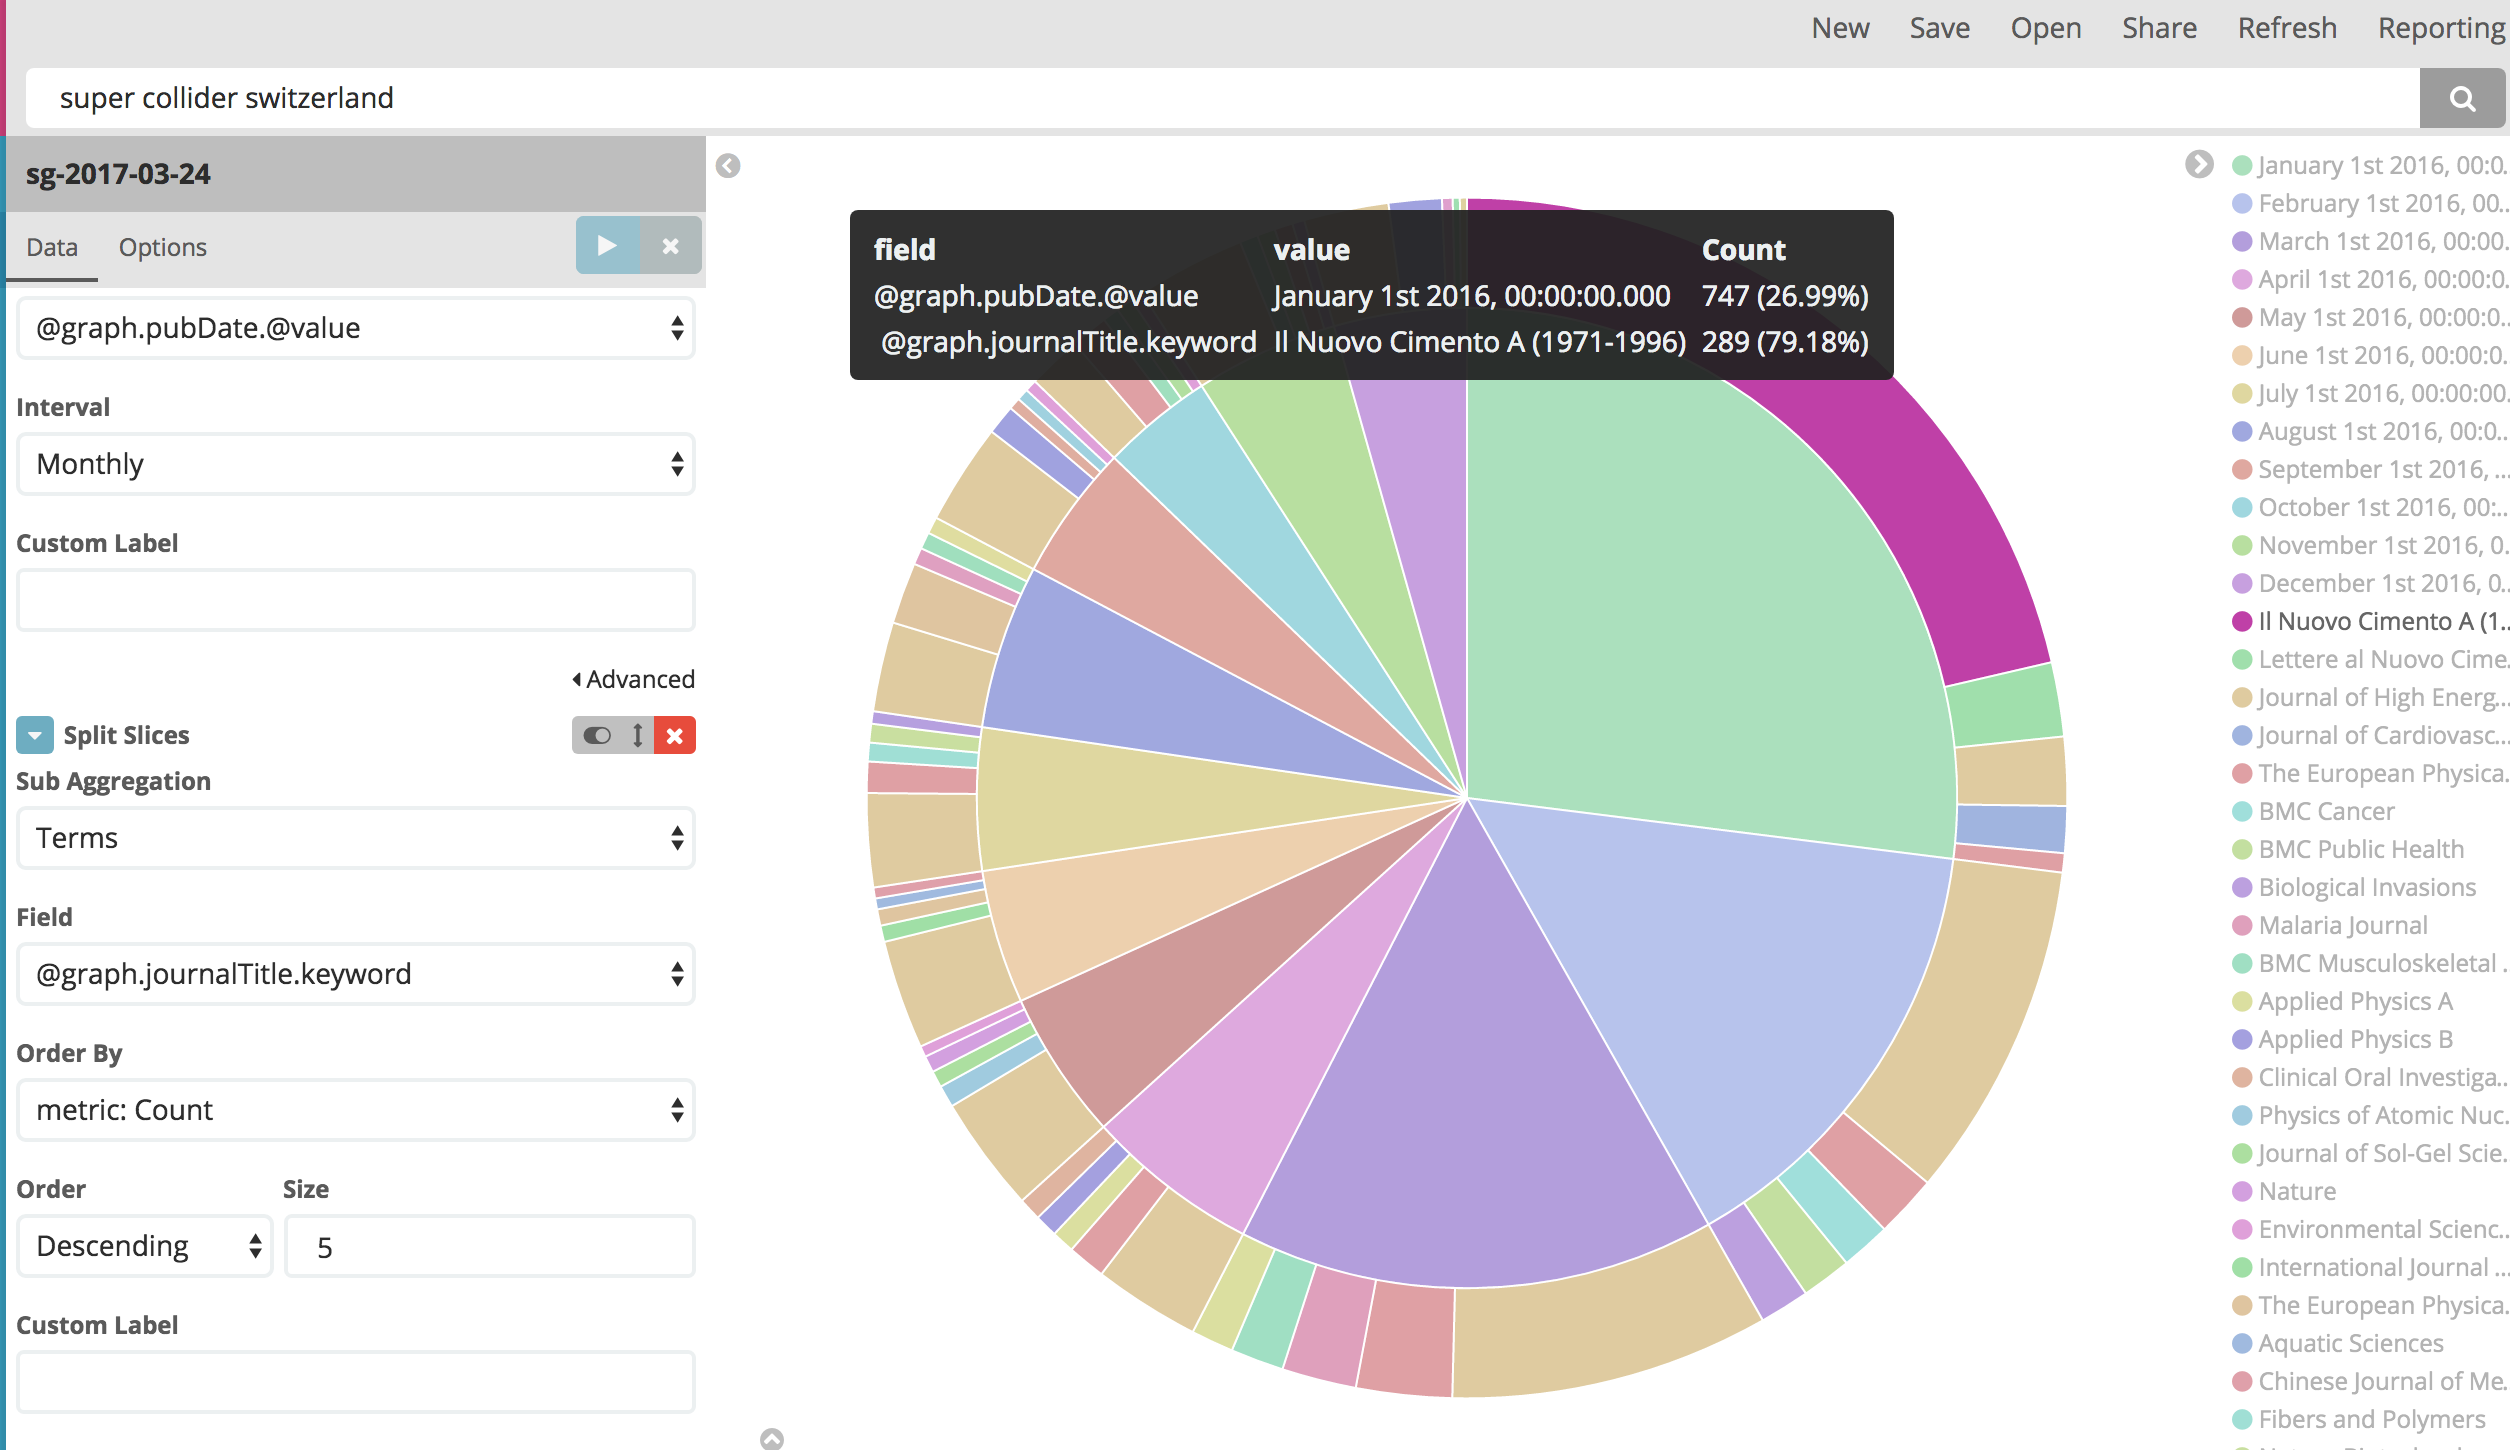 New Save Open Share Refresh Reporting
super collider switzerland
sg-2017-03-24
Data Options
@graph.pubDate.@value
Interval
Monthly
Custom Label
Advanced
Split Slices
Sub Aggregation
Terms
Field
@graph.journalTitle.keyword
Order By
metric: Count
Order Size
Descending 5
Custom Label
field value Count
@graph.pubDate.@value January 1st 2016, 00:00:00.000 747 (26.99%)
@graph.journalTitle.keyword Il Nuovo Cimento A (1971-1996) 289 (79.18%)
January 1st 2016, 00:0..
February 1st 2016, 00...
March 1st 2016, 00:00.
April 1st 2016, 00:00:0.
May 1st 2016, 00:00:0..
June 1st 2016, 00:00:0.
July 1st 2016, 00:00:00.
August 1st 2016, 00:0..
September 1st 2016, ...
October 1st 2016, 00:..
November 1st 2016, 0.
December 1st 2016, 0..
Il Nuovo Cimento A (1..
Lettere al Nuovo Cime.
Journal of High Energ...
Journal of Cardiovasc...
The European Physica.
BMC Cancer
BMC Public Health
Biological Invasions
Malaria Journal
BMC Musculoskeletal .
Applied Physics A
Applied Physics B
Clinical Oral Investiga..
Physics of Atomic Nuc.
Journal of Sol-Gel Scie.
Nature
Environmental Scienc..
International Journal ...
The European Physica.
Aquatic Sciences
Chinese Journal of Me.
Fibers and Polymers